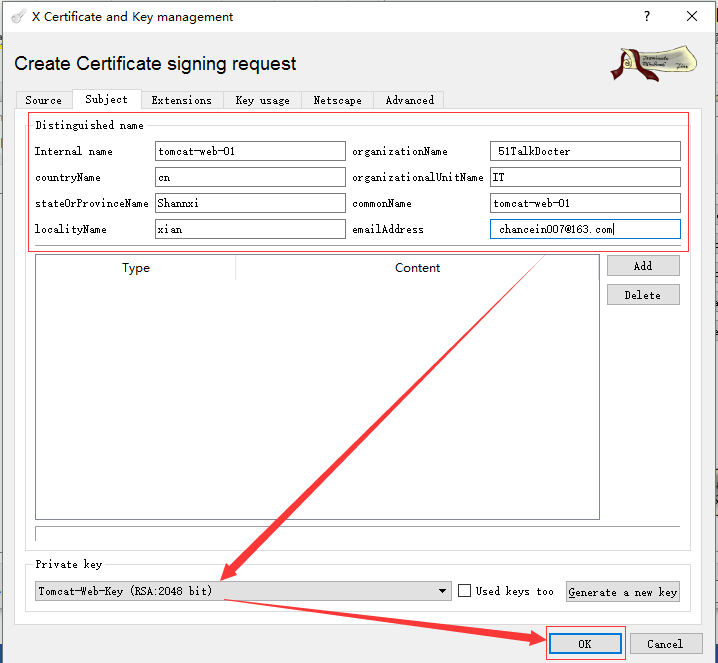 X Certificate and Key management
?
Create Certificate signing request
Source Subject Extensions Key usage Netscape Advanced
Distinguished name
Internal name tomcat-web-01 organizationName 51TalkDocter
countryName cn organizationalUnitName IT
stateOrProvinceName Shannxi commonName tomcat-web-01
localityName xian emailAddress chancein007@163.com
Type Content Add
Delete
Private key
Tomcat-Web-Key (RSA:2048 bit) Used keys too Generate a new key
OK Cancel